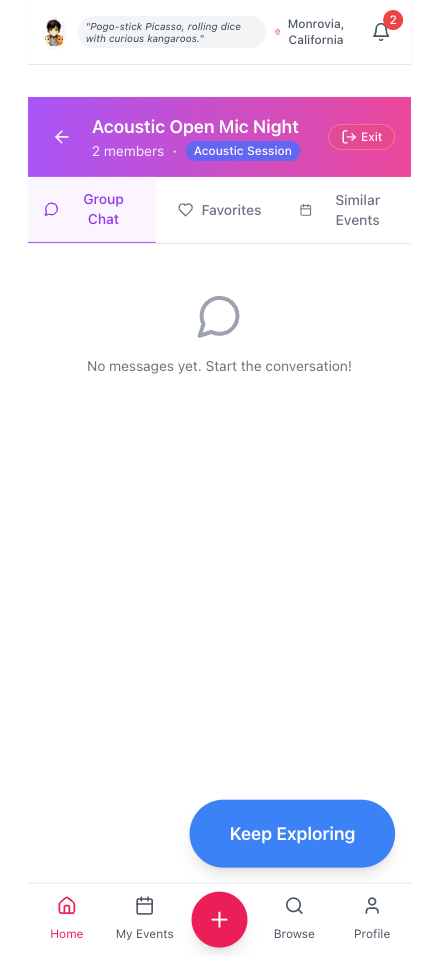 "Pogo-stick Picasso, rolling dice
with curious kangaroos."
Monrovia,
California
2
Acoustic Open Mic Night
2 members · Acoustic Session
Exit
Group
Chat
Favorites
Similar
Events
No messages yet. Start the conversation!
Keep Exploring
Home
My Events
Browse
Profile